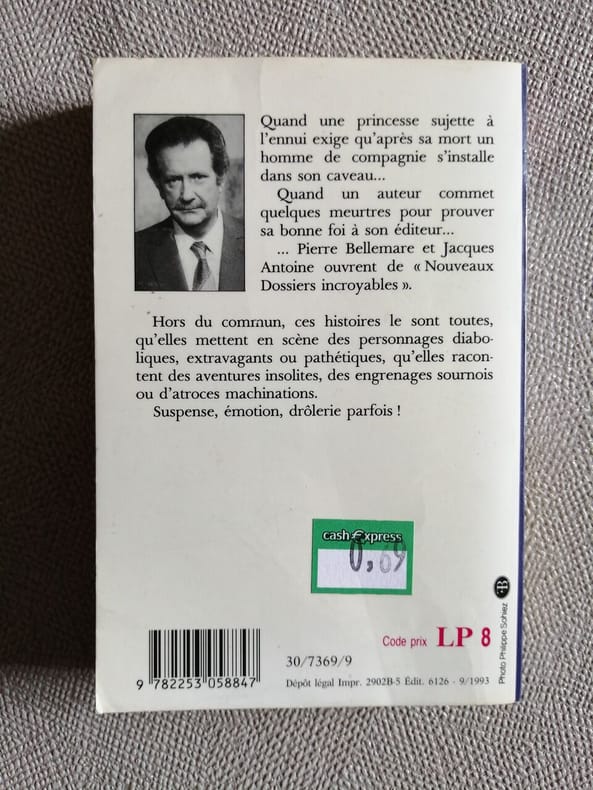 Quand une princesse sujette à
l'ennui exige qu'après sa mort un
homme de compagnie s'installe
dans son caveau...
Quand un auteur commet
quelques meurtres pour prouver
sa bonne foi à son éditeur...
... Pierre Bellemare et Jacques
Antoine ouvrent de « Nouveaux
Dossiers incroyables ».
Hors du commun, ces histoires le sont toutes,
qu'elles mettent en scène des personnages diabo-
liques, extravagants ou pathétiques, qu'elles racon-
tent des aventures insolites, des engrenages sournois
ou d'atroces machinations.
Suspense, émotion, drôlerie parfois !
cash€xpress
0,69
Code prix LP 8
30/7369/9
9 782253 058847
Dépôt légal Impr. 2902B-5 Édit. 6126 - 9/1993
Photo Philippe Sohiez